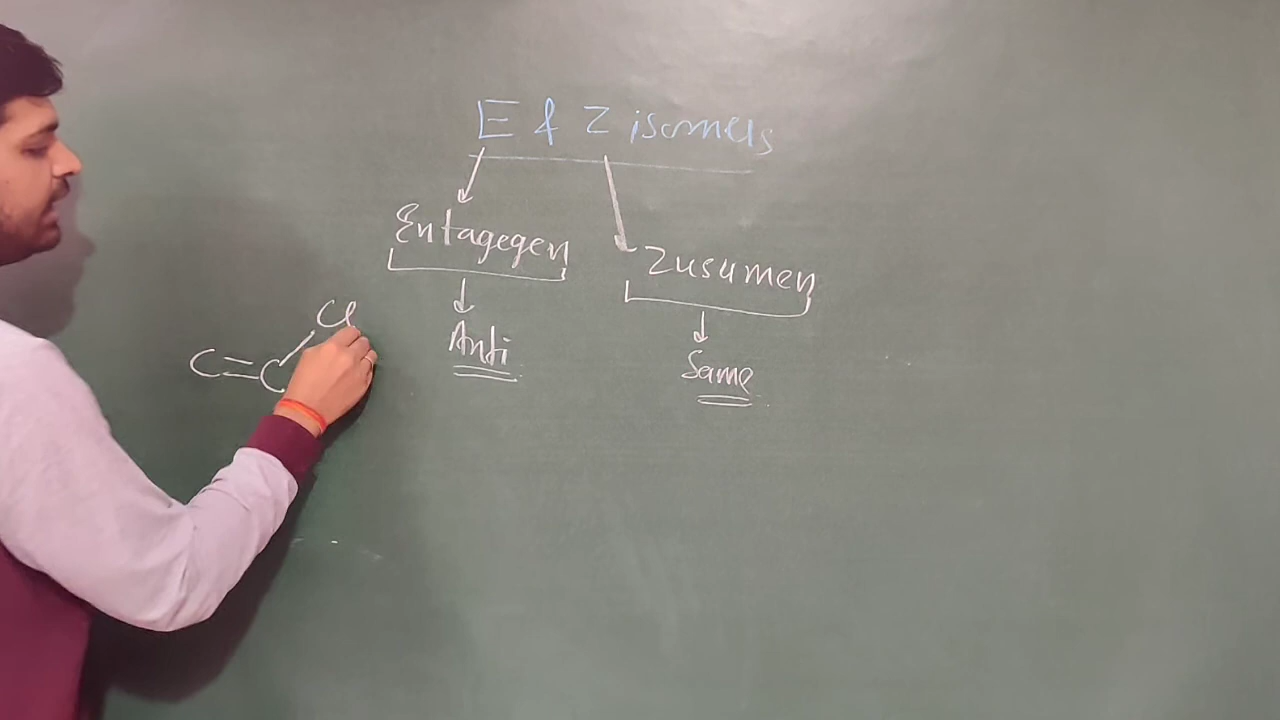 E & Z isomers
Entagegen
Zusumen
Anti
Same
Cl
C=C